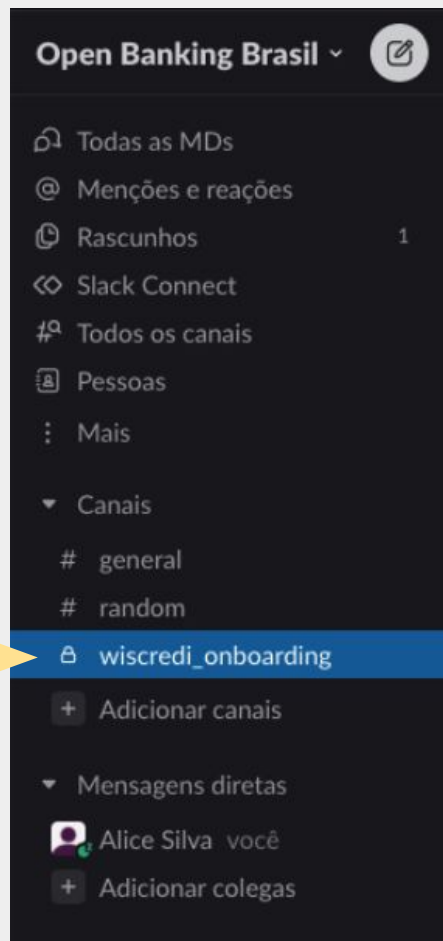 Open Banking Brasil
Todas as MDs
@ Menções e reações
Rascunhos 1
Slack Connect
Todos os canais
Pessoas
Mais
Canais
# general
# random
wiscredi_onboarding
+ Adicionar canais
Mensagens diretas
Alice Silva você
+ Adicionar colegas